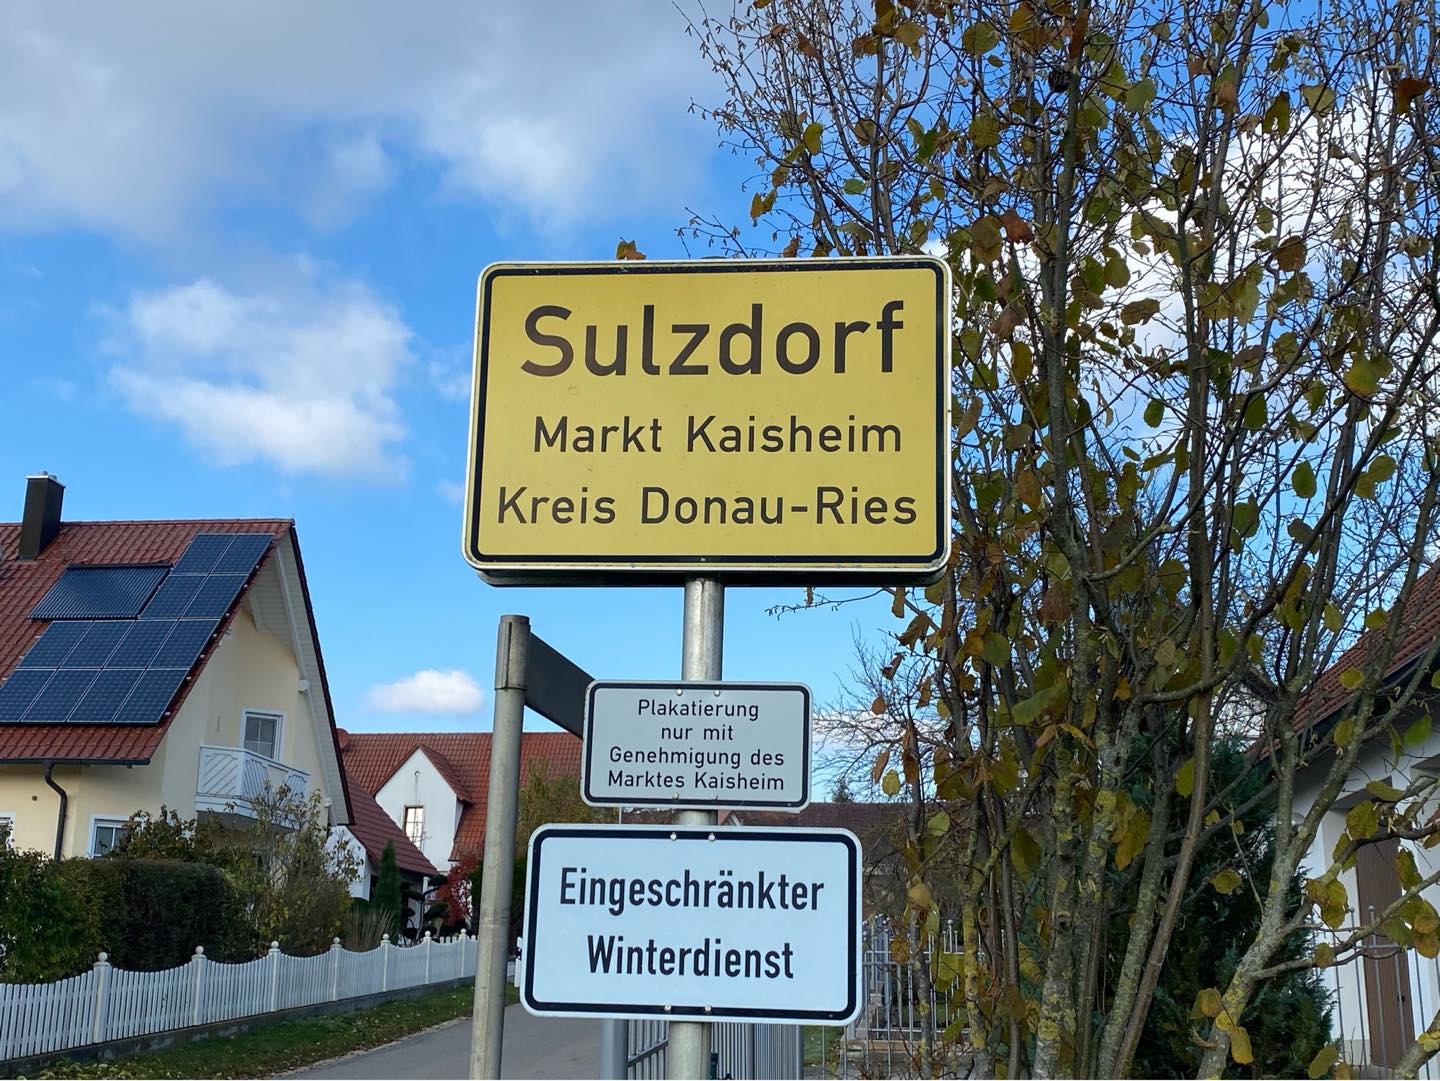 Sulzdorf
Markt Kaisheim
Kreis Donau-Ries
Plakatierung
nur mit
Genehmigung des
Marktes Kaisheim
Eingeschränkter
Winterdienst